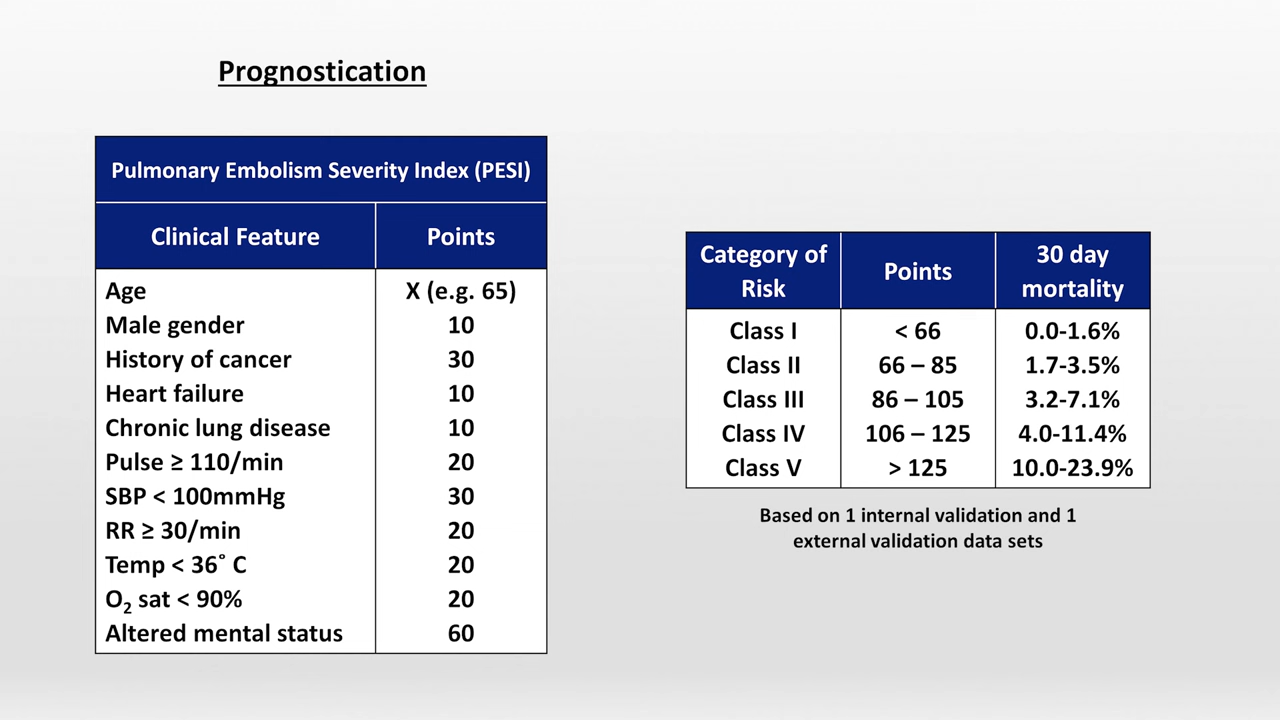 Prognostication
Pulmonary Embolism Severity Index (PESI)
Clinical Feature Points
Age X (e.g. 65)
Male gender 10
History of cancer 30
Heart failure 10
Chronic lung disease 10
Pulse ≥ 110/min 20
SBP < 100mmHg 30
RR ≥ 30/min 20
Temp < 36˚ C 20
O₂ sat < 90% 20
Altered mental status 60
Category of Risk Points 30 day mortality
Class I < 66 0.0-1.6%
Class II 66 – 85 1.7-3.5%
Class III 86 – 105 3.2-7.1%
Class IV 106 – 125 4.0-11.4%
Class V > 125 10.0-23.9%
Based on 1 internal validation and 1
external validation data sets